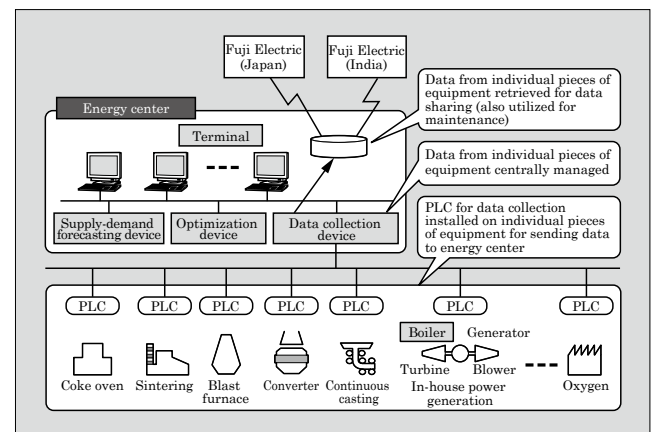 Fuji Electric
(Japan)
Fuji Electric
(India)
Data from individual pieces of
equipment retrieved for data
sharing (also utilized for
maintenance)
Energy center
Terminal
Data from individual pieces of
equipment centrally managed
Supply-demand
forecasting device
Optimization
device
Data collection
device
PLC for data collection
installed on individual pieces
of equipment for sending data
to energy center
PLC
PLC
PLC
PLC
PLC
PLC
PLC
Boiler
Generator
Turbine
Blower
Coke oven
Sintering
Blast
furnace
Converter
Continuous
casting
In-house power
generation
Oxygen